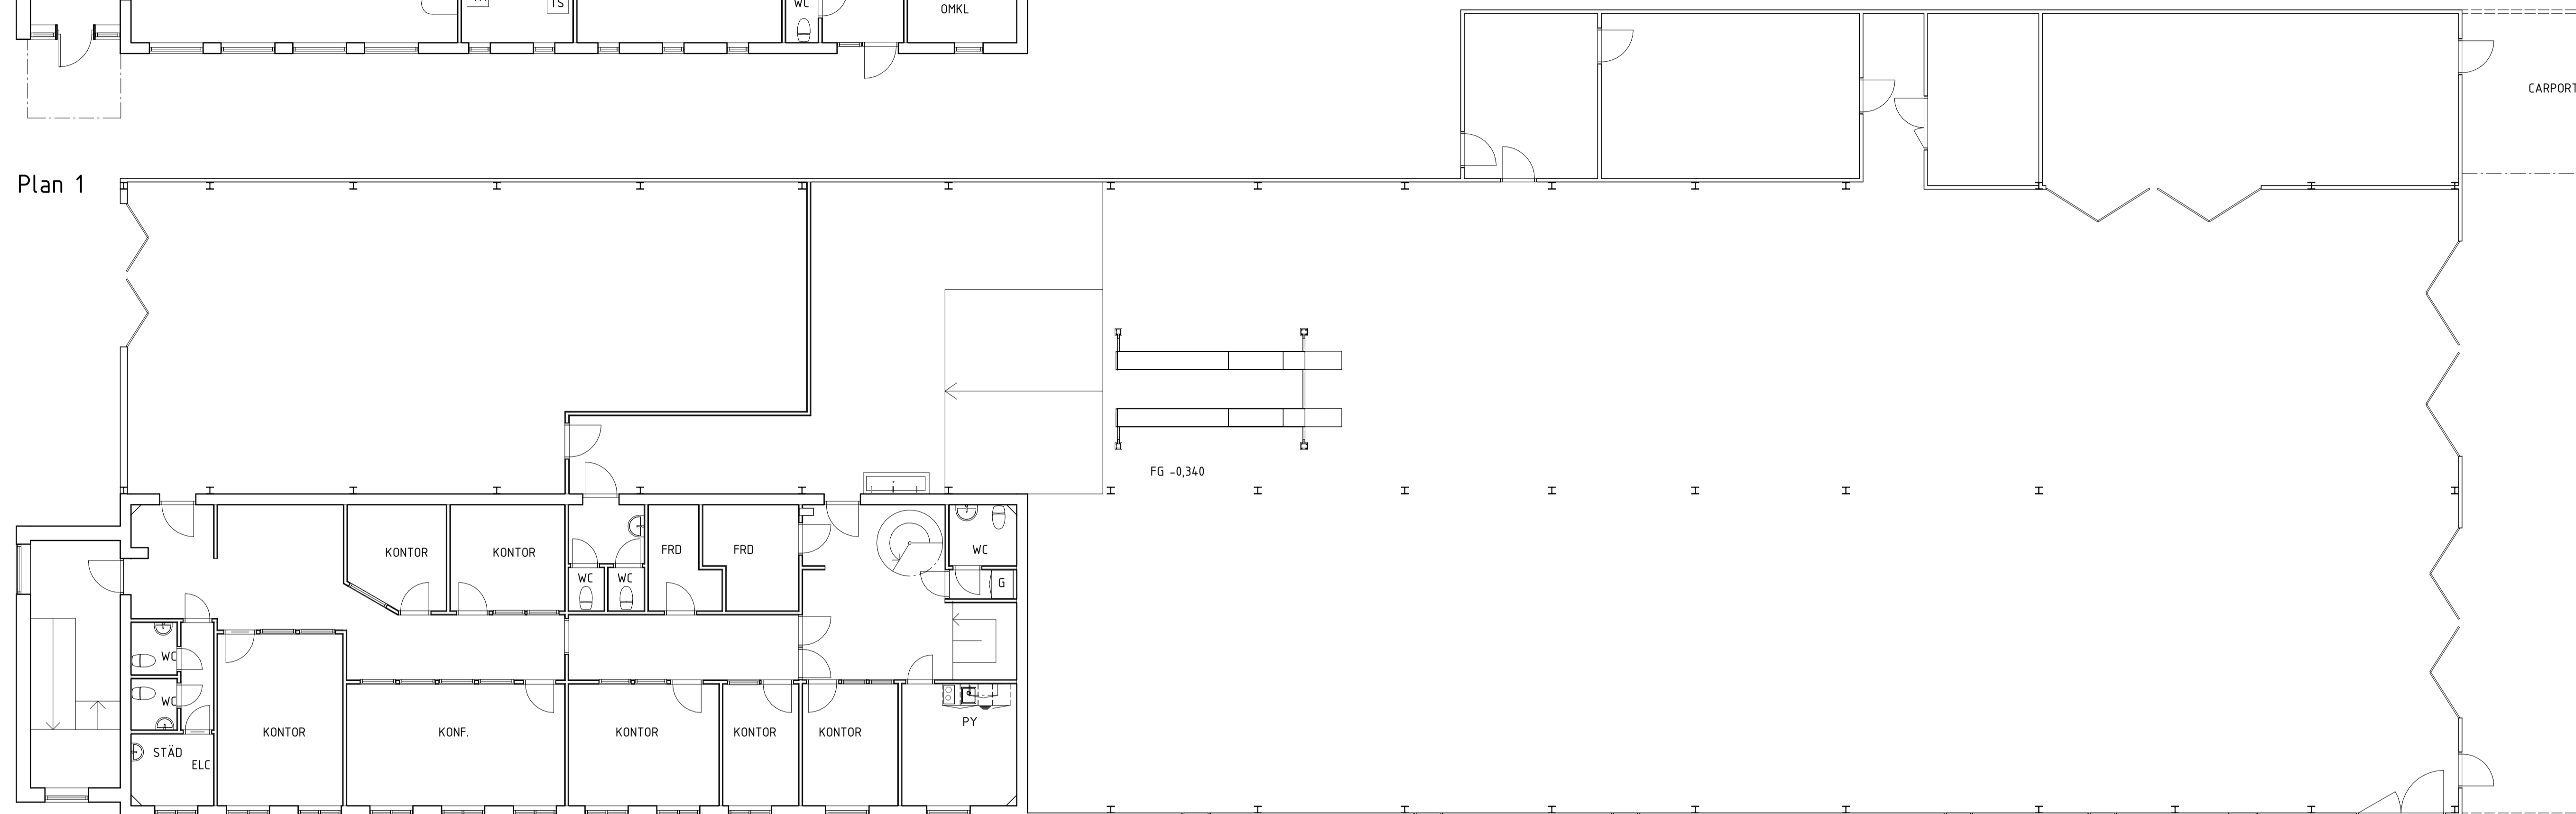 WC
TS
OMKL
CARPORT
Plan 1
FG -0,340
KONTOR
KONTOR
FRD
FRD
WC
WC
WC
G
WC
WC
KONTOR
KONF.
KONTOR
KONTOR
KONTOR
PY
STÄD
ELC